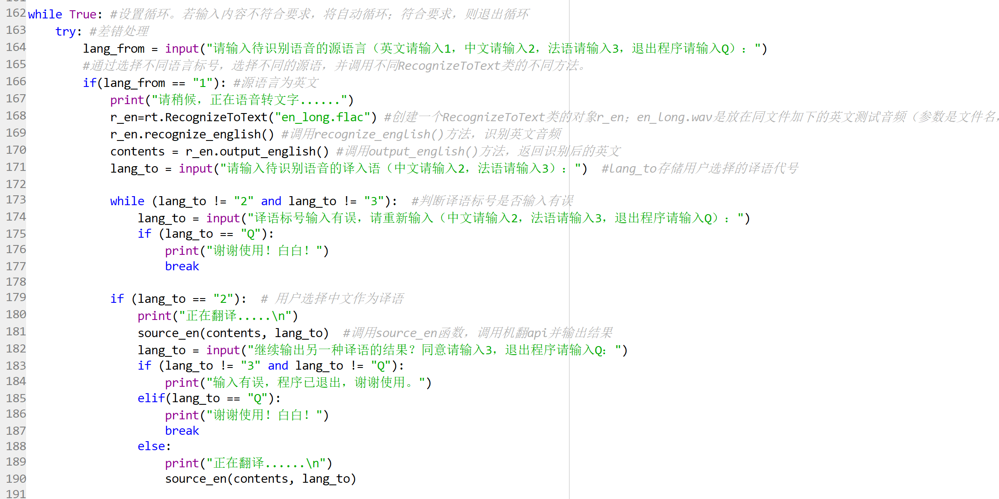 162 while True: #设置循环。若输入内容不符合要求，将自动循环；符合要求，则退出循环
163     try: #差错处理
164         lang_from = input("请输入待识别语音的源语言（英文请输入1，中文请输入2，法语请输入3，退出程序请输入Q）：")
165         #通过选择不同语言标号，选择不同的源语，并调用不同RecognizeToText类的不同方法。
166         if(lang_from == "1"): #源语言为英文
167             print("请稍候，正在语音转文字......")
168             r_en=rt.RecognizeToText("en_long.flac") #创建一个RecognizeToText类的对象r_en；en_long.wav是放在同文件加下的英文测试音频（参数是文件名，
169             r_en.recognize_english() #调用recognize_english()方法，识别英文音频
170             contents = r_en.output_english() #调用output_english()方法，返回识别后的英文
171             lang_to = input("请输入待识别语音的译入语（中文请输入2，法语请输入3）：")  #lang_to存储用户选择的译语代号
172
173             while (lang_to != "2" and lang_to != "3"):  #判断译语标号是否输入有误
174                 lang_to = input("译语标号输入有误，请重新输入（中文请输入2，法语请输入3，退出程序请输入Q）：")
175                 if (lang_to == "Q"):
176                     print("谢谢使用！白白！")
177                     break
178
179             if (lang_to == "2"):  # 用户选择中文作为译语
180                 print("正在翻译.....\n")
181                 source_en(contents, lang_to)  #调用source_en函数，调用机翻api并输出结果
182                 lang_to = input("继续输出另一种译语的结果？同意请输入3，退出程序请输入Q：")
183                 if (lang_to != "3" and lang_to != "Q"):
184                     print("输入有误，程序已退出，谢谢使用。")
185                 elif(lang_to == "Q"):
186                     print("谢谢使用！白白！")
187                     break
188                 else:
189                     print("正在翻译......\n")
190                     source_en(contents, lang_to)
191